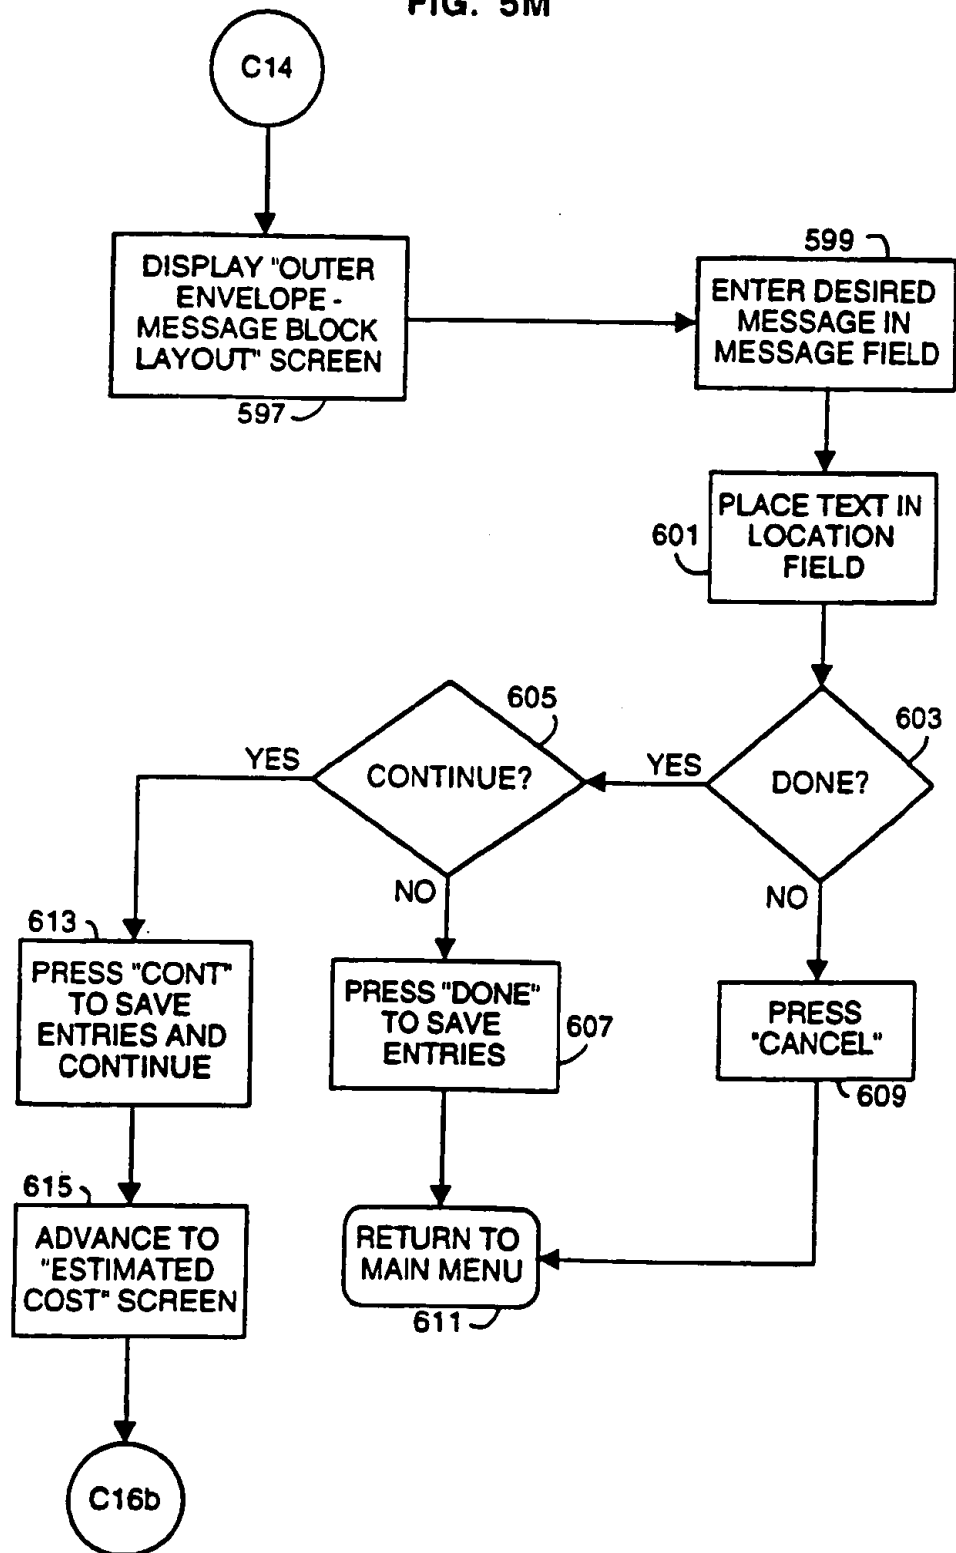 FIG. 5M
C14
DISPLAY "OUTER
ENVELOPE -
MESSAGE BLOCK
LAYOUT" SCREEN
597
599
ENTER DESIRED
MESSAGE IN
MESSAGE FIELD
PLACE TEXT IN
LOCATION
FIELD
601
603
DONE?
YES
NO
605
CONTINUE?
YES
NO
613
PRESS "CONT"
TO SAVE
ENTRIES AND
CONTINUE
PRESS "DONE"
TO SAVE
ENTRIES
607
PRESS
"CANCEL"
609
615
ADVANCE TO
"ESTIMATED
COST" SCREEN
RETURN TO
MAIN MENU
611
C16b